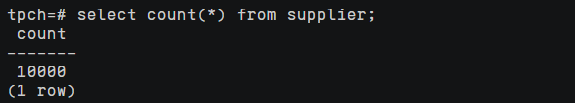 tpch=# select count(*) from supplier;
 count
-------
 10000
(1 row)